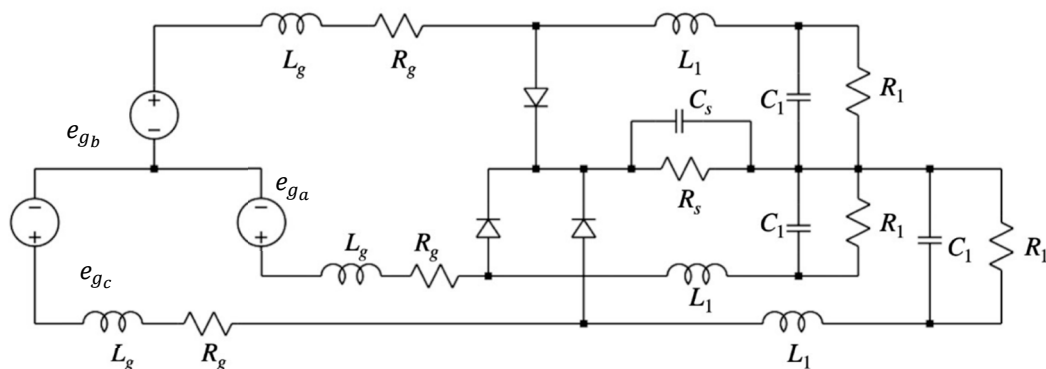 L_g R_g L_1
+
−
e_{g_b}
C_s
C_1 R_1
−
+
e_{g_a}
−
+
R_s
L_g R_g
C_1 R_1
C_1 R_1
e_{g_c}
L_1
L_g R_g L_1